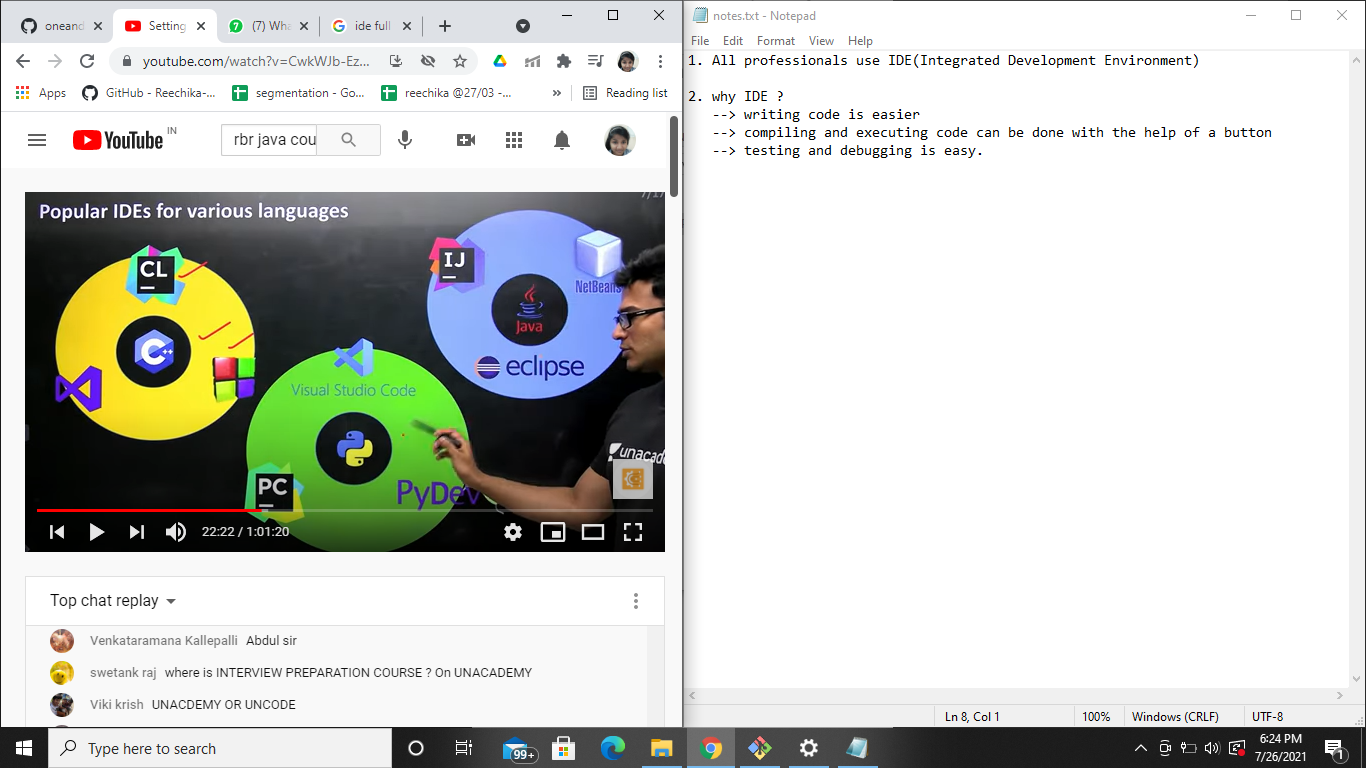 oneand
Setting
(7) Wha
ide full
youtube.com/watch?v=CwkWJb-Ez...
Apps
GitHub - Reechika-...
segmentation - Go...
reechika @27/03 -...
»
Reading list
YouTube IN
rbr java cou
Popular IDEs for various languages
CL
IJ
NetBeans
Java
C++
eclipse
Visual Studio Code
unacade
PC
PyDev
22:22 / 1:01:20
Top chat replay
Venkataramana Kallepalli Abdul sir
swetank raj where is INTERVIEW PREPARATION COURSE ? On UNACADEMY
Viki krish UNACDEMY OR UNCODE
notes.txt - Notepad
File Edit Format View Help
1. All professionals use IDE(Integrated Development Environment)
2. why IDE ?
--> writing code is easier
--> compiling and executing code can be done with the help of a button
--> testing and debugging is easy.
Ln 8, Col 1 100% Windows (CRLF) UTF-8
Type here to search
99+
6:24 PM
7/26/2021
1